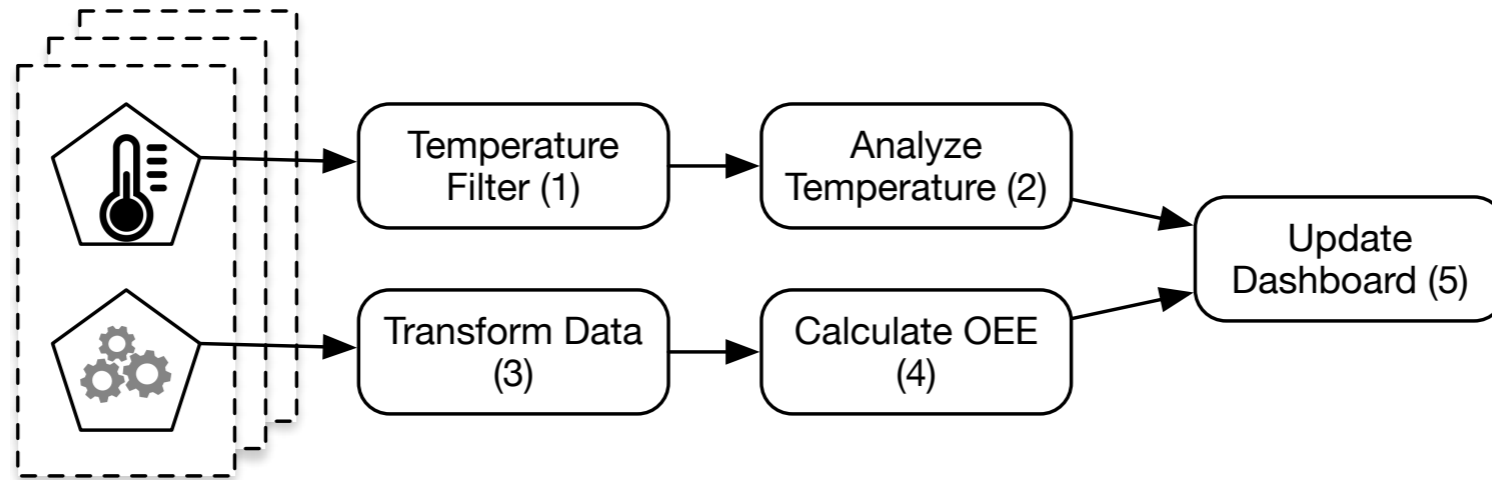 Temperature
Filter (1)
Analyze
Temperature (2)
Update
Dashboard (5)
Transform Data
(3)
Calculate OEE
(4)